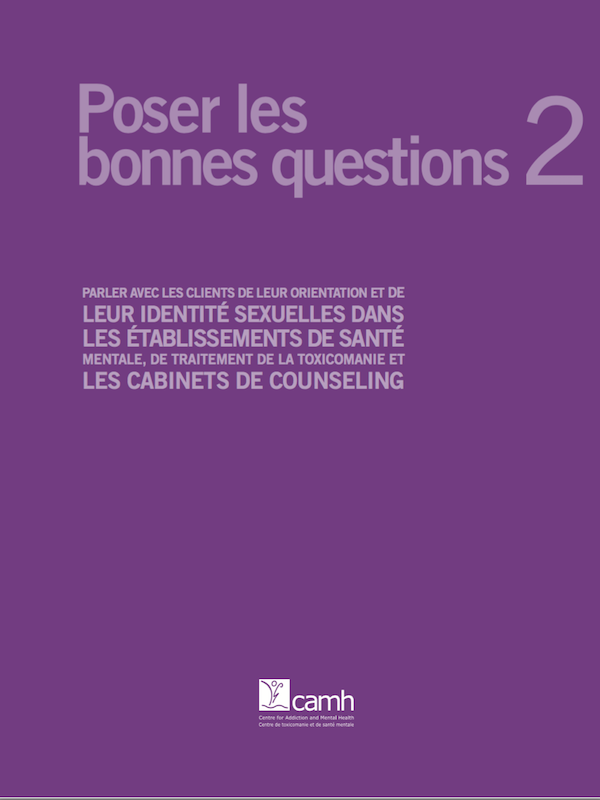 Poser les
bonnes questions 2
PARLER AVEC LES CLIENTS DE LEUR ORIENTATION ET DE
LEUR IDENTITÉ SEXUELLES DANS
LES ÉTABLISSEMENTS DE SANTÉ
MENTALE, DE TRAITEMENT DE LA TOXICOMANIE ET
LES CABINETS DE COUNSELING
camh
Centre for Addiction and Mental Health
Centre de toxicomanie et de santé mentale